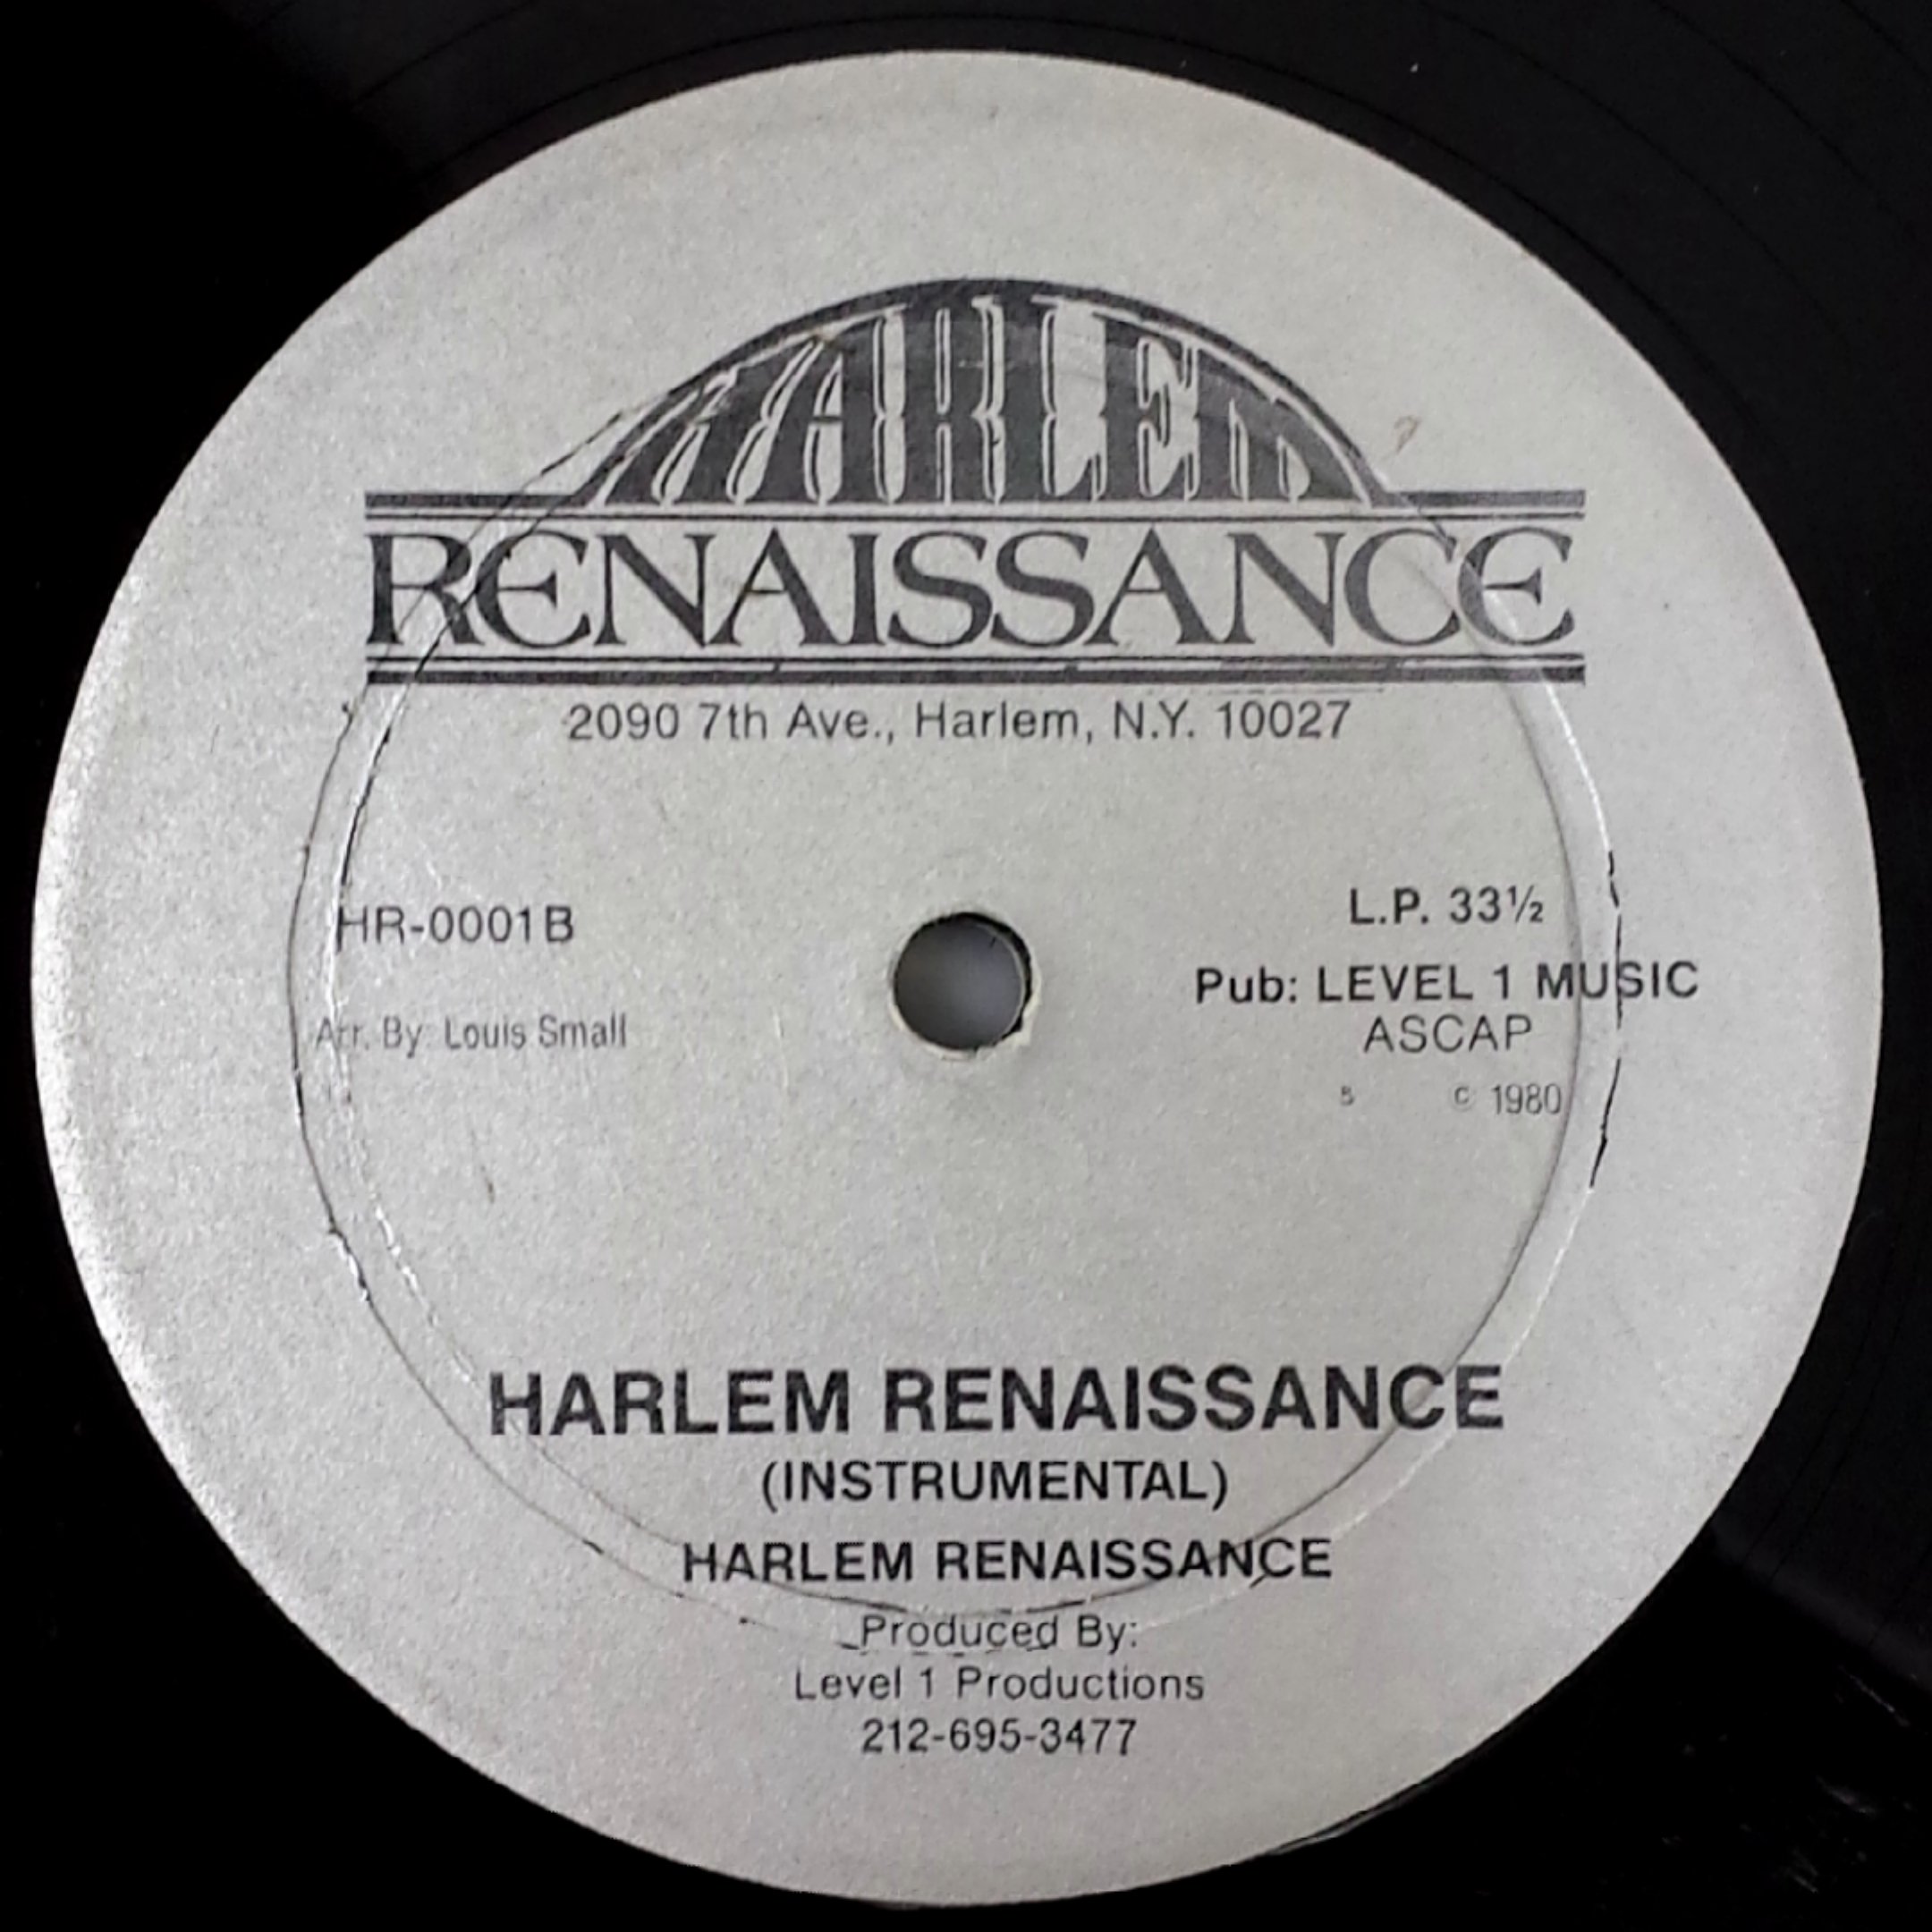 HARLEM
RENAISSANCE
2090 7th Ave., Harlem, N.Y. 10027
HR-0001B
Arr. By Louis Small
L.P. 33½
Pub: LEVEL 1 MUSIC
ASCAP
© 1980
HARLEM RENAISSANCE
(INSTRUMENTAL)
HARLEM RENAISSANCE
Produced By:
Level 1 Productions
212-695-3477